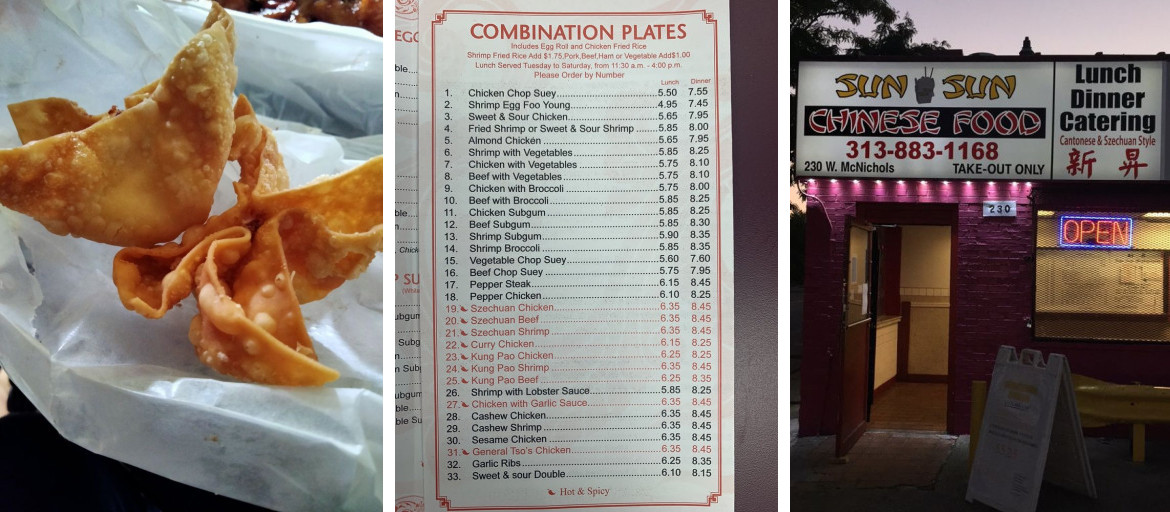 COMBINATION PLATES
Includes Egg Roll and Chicken Fried Rice
Shrimp Fried Rice Add $1.75,Pork,Beef,Ham or Vegetable Add$1.00
Lunch Served Tuesday to Saturday, from 11:30 a.m. - 4:00 p.m.
Please Order by Number
Lunch Dinner
1. Chicken Chop Suey 5.50 7.55
2. Shrimp Egg Foo Young 4.95 7.45
3. Sweet & Sour Chicken 5.65 7.95
4. Fried Shrimp or Sweet & Sour Shrimp 5.85 8.00
5. Almond Chicken 5.65 7.95
6. Shrimp with Vegetables 5.85 8.25
7. Chicken with Vegetables 5.75 8.10
8. Beef with Vegetables 5.75 8.10
9. Chicken with Broccoli 5.75 8.00
10. Beef with Broccoli 5.85 8.25
11. Chicken Subgum 5.85 8.25
12. Beef Subgum 5.85 8.30
13. Shrimp Subgum 5.90 8.35
14. Shrimp Broccoli 5.85 8.35
15. Vegetable Chop Suey 5.60 7.60
16. Beef Chop Suey 5.75 7.95
17. Pepper Steak 6.15 8.45
18. Pepper Chicken 6.10 8.25
19. Szechuan Chicken 6.35 8.45
20. Szechuan Beef 6.35 8.45
21. Szechuan Shrimp 6.35 8.45
22. Curry Chicken 6.15 8.25
23. Kung Pao Chicken 6.25 8.25
24. Kung Pao Shrimp 6.35 8.45
25. Kung Pao Beef 6.25 8.35
26. Shrimp with Lobster Sauce 5.85 8.25
27. Chicken with Garlic Sauce 6.35 8.45
28. Cashew Chicken 6.35 8.45
29. Cashew Shrimp 6.35 8.45
30. Sesame Chicken 6.35 8.45
31. General Tso's Chicken 6.35 8.45
32. Garlic Ribs 6.25 8.35
33. Sweet & sour Double 6.10 8.15
Hot & Spicy
SUN SUN
CHINESE FOOD
313-883-1168
230 W. McNichols TAKE-OUT ONLY
Lunch
Dinner
Catering
Cantonese & Szechuan Style
新昇
230
OPEN